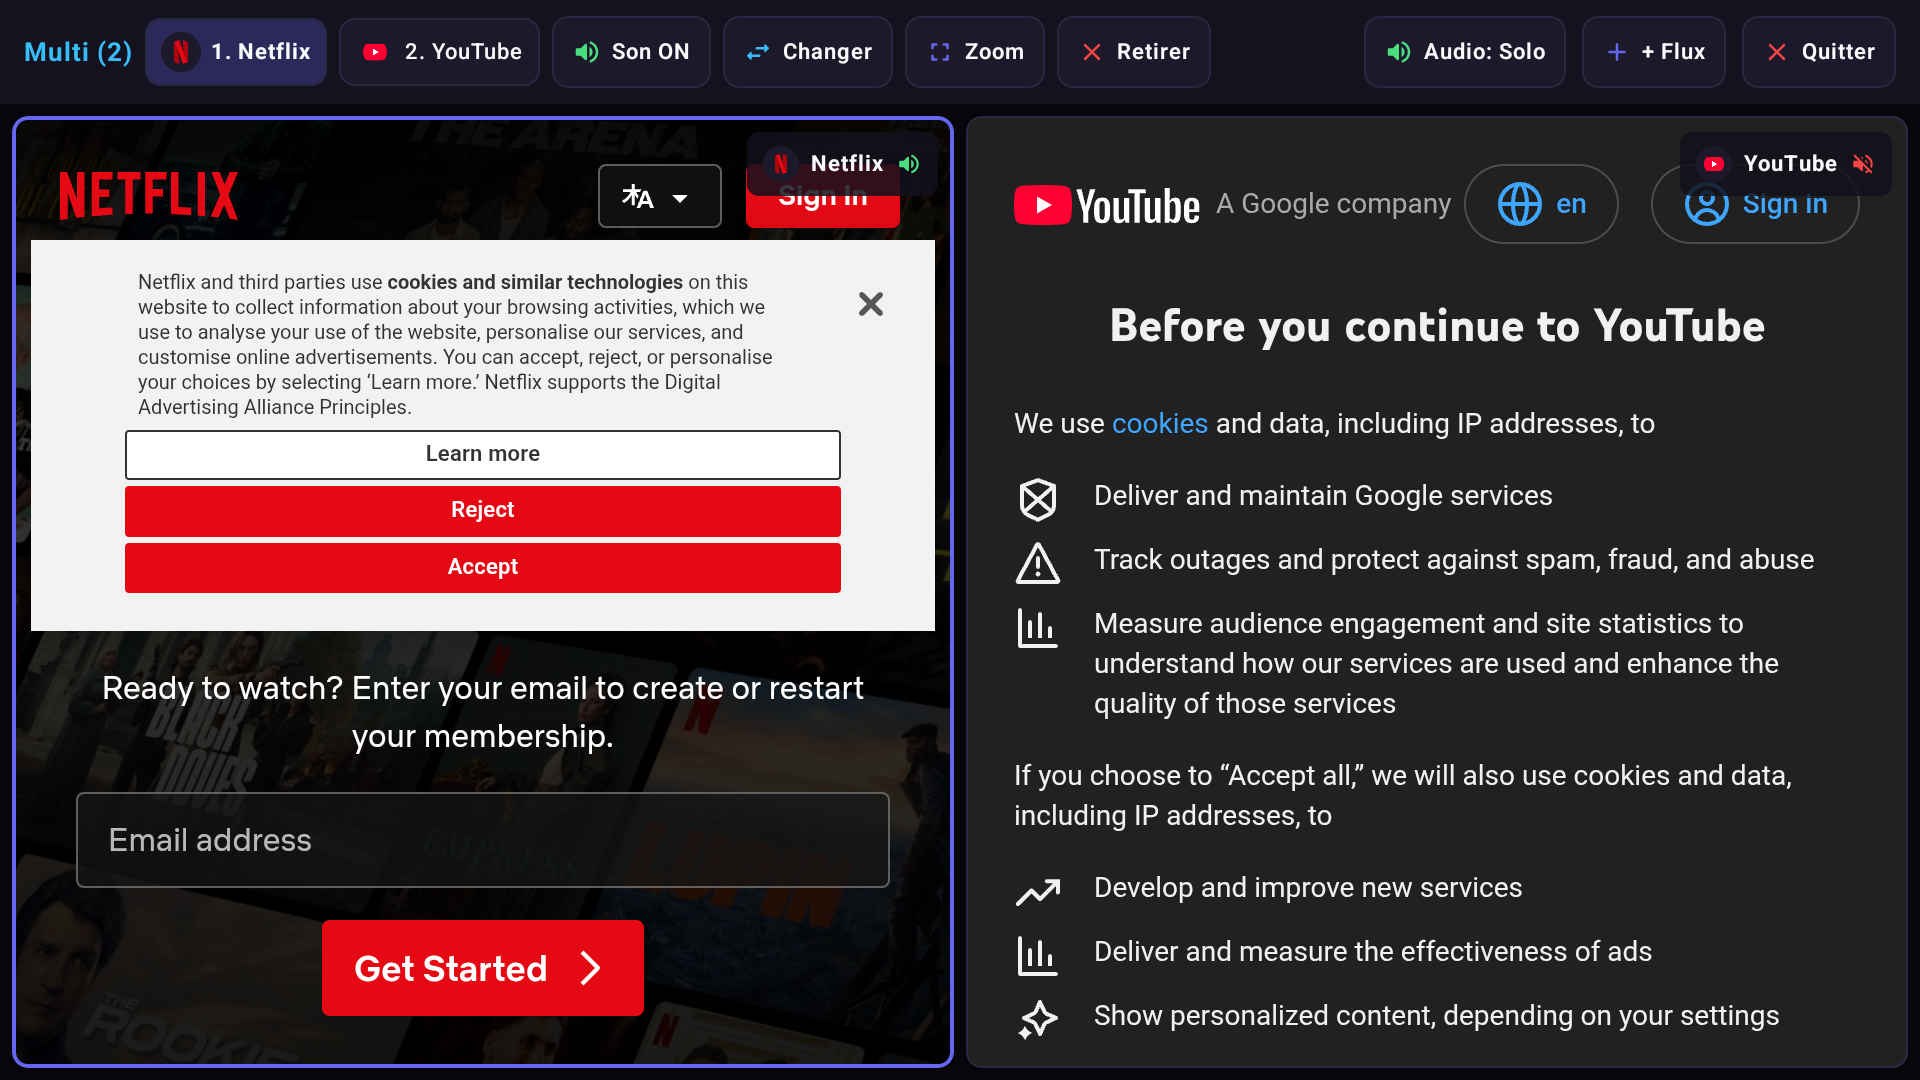 Multi (2)
1. Netflix
2. YouTube
Son ON
Changer
Zoom
Retirer
Audio: Solo
+ Flux
Quitter
THE ARENA
NETFLIX
Sign In
Netflix
Netflix and third parties use cookies and similar technologies on this
website to collect information about your browsing activities, which we
use to analyse your use of the website, personalise our services, and
customise online advertisements. You can accept, reject, or personalise
your choices by selecting ‘Learn more.’ Netflix supports the Digital
Advertising Alliance Principles.
Learn more
Reject
Accept
Ready to watch? Enter your email to create or restart
your membership.
BLACK
DOVES
Email address
EMPRESS
LUPIN
Get Started
THE
ROOKIE
YouTube
A Google company
en
Sign in
YouTube
Before you continue to YouTube
We use cookies and data, including IP addresses, to
Deliver and maintain Google services
Track outages and protect against spam, fraud, and abuse
Measure audience engagement and site statistics to
understand how our services are used and enhance the
quality of those services
If you choose to “Accept all,” we will also use cookies and data,
including IP addresses, to
Develop and improve new services
Deliver and measure the effectiveness of ads
Show personalized content, depending on your settings